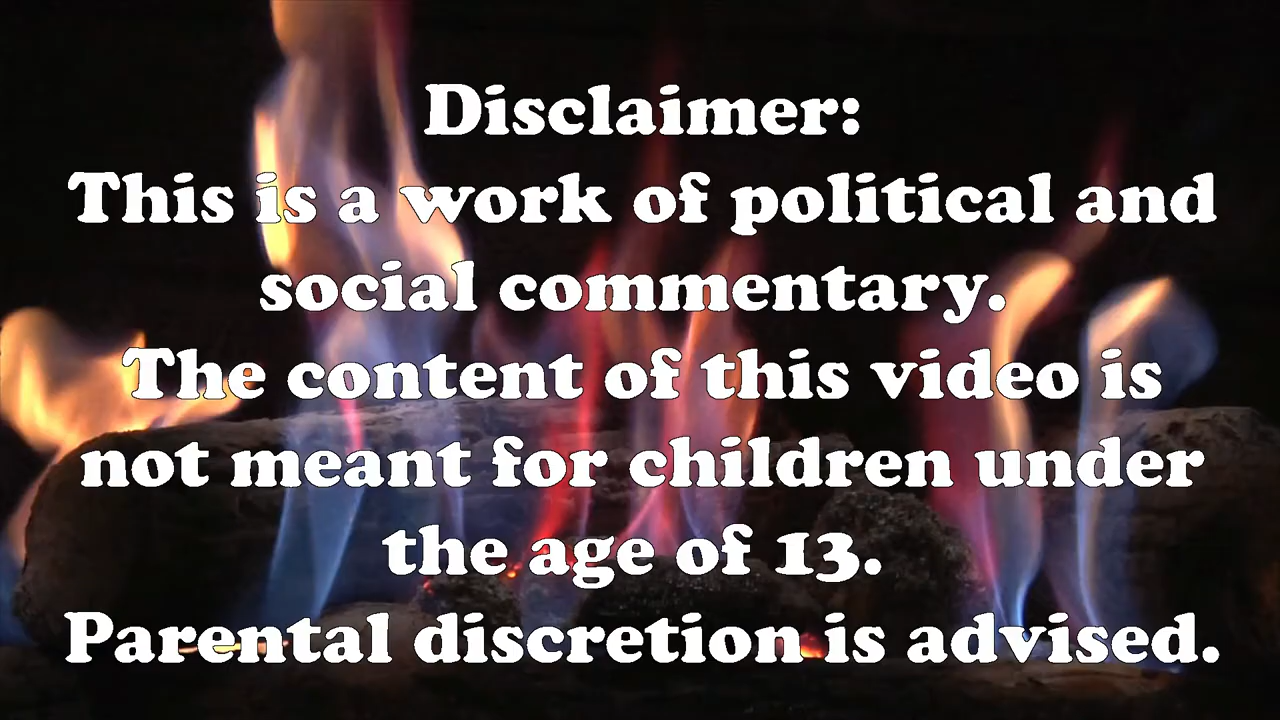 Disclaimer:
This is a work of political and
social commentary.
The content of this video is
not meant for children under
the age of 13.
Parental discretion is advised.